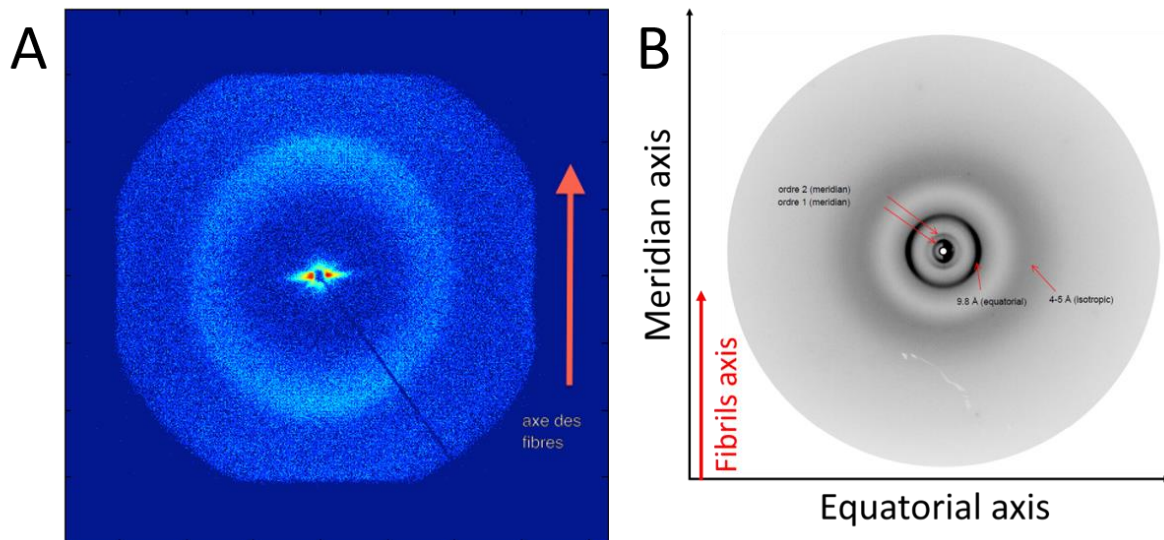 A
axe des
fibres
B
Meridian axis
Fibrils axis
ordre 2 (meridian)
ordre 1 (meridian)
9.8 Å (equatorial)
4-5 Å (isotropic)
Equatorial axis